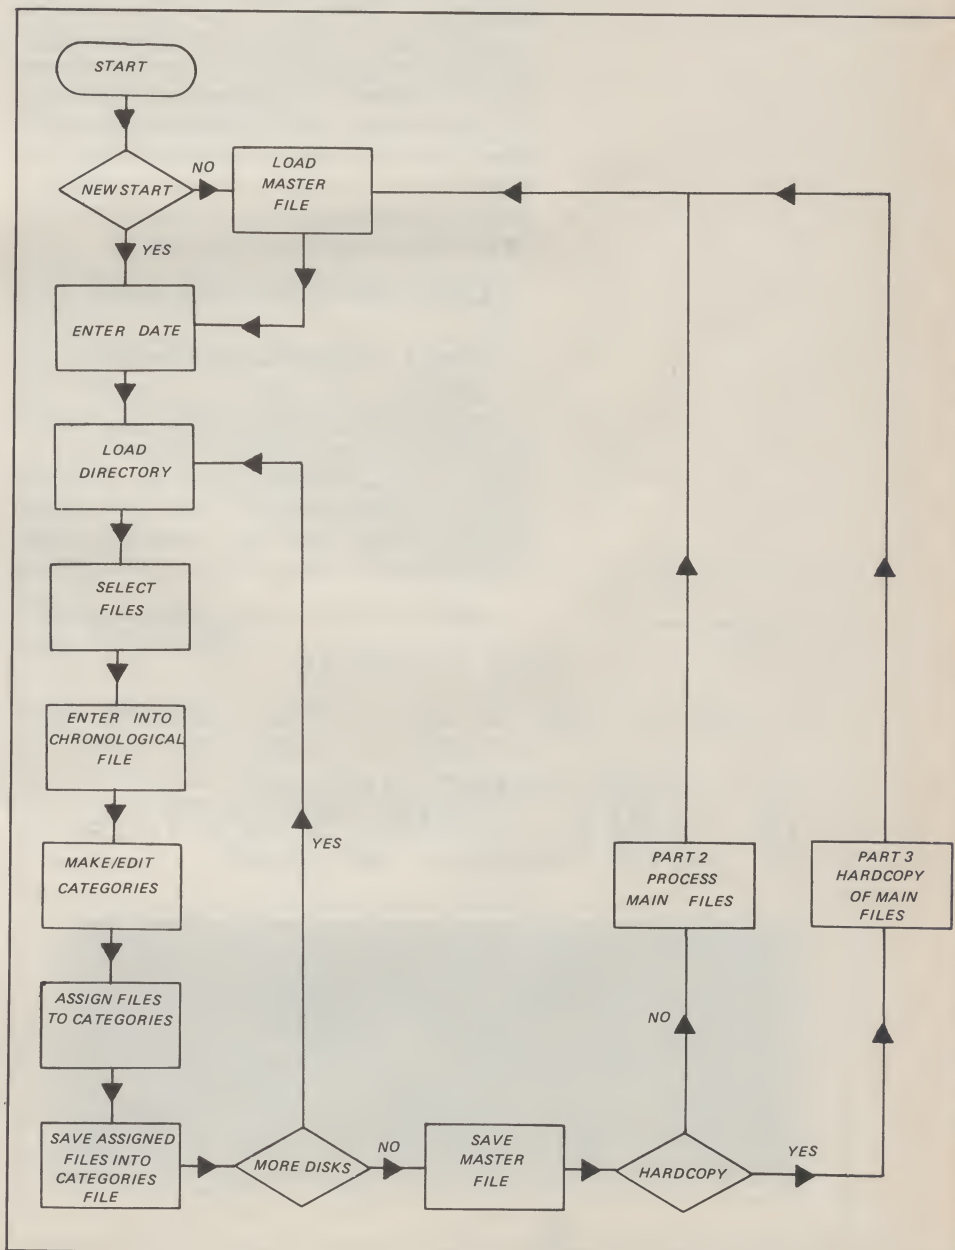 START
NEW START
NO
LOAD
MASTER
FILE
YES
ENTER DATE
LOAD
DIRECTORY
SELECT
FILES
ENTER INTO
CHRONOLOGICAL
FILE
MAKE/EDIT
CATEGORIES
ASSIGN FILES
TO CATEGORIES
SAVE ASSIGNED
FILES INTO
CATEGORIES
FILE
MORE DISKS
YES
NO
SAVE
MASTER
FILE
HARDCOPY
NO
PART 2
PROCESS
MAIN FILES
YES
PART 3
HARDCOPY
OF MAIN
FILES